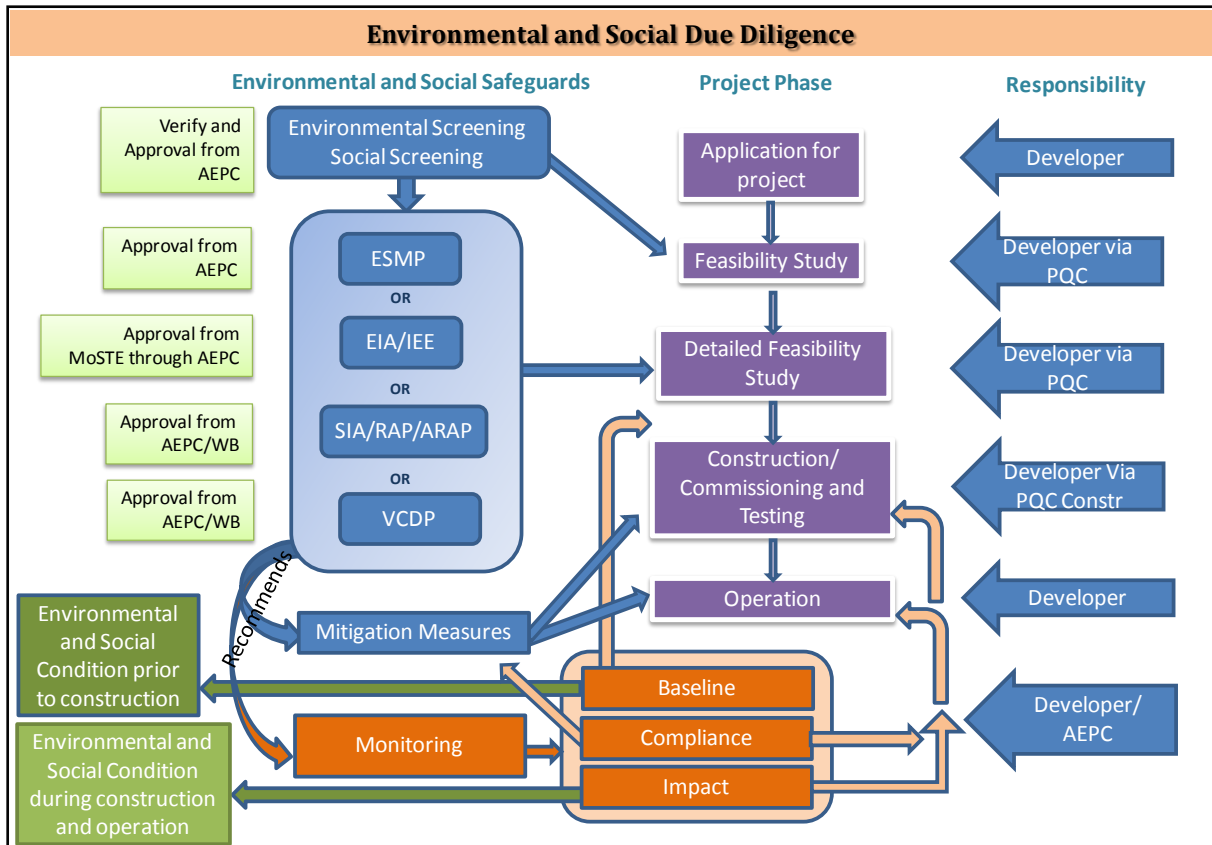 Environmental and Social Due Diligence
Environmental and Social Safeguards
Project Phase
Responsibility
Verify and
Approval from
AEPC
Environmental Screening
Social Screening
Application for
project
Developer
Approval from
AEPC
ESMP
Feasibility Study
Developer via
PQC
OR
Approval from
MoSTE through AEPC
EIA/IEE
Detailed Feasibility
Study
Developer via
PQC
OR
Approval from
AEPC/WB
SIA/RAP/ARAP
Construction/
Commissioning and
Testing
Developer Via
PQC Constr
OR
Approval from
AEPC/WB
VCDP
Recommends
Operation
Developer
Mitigation Measures
Environmental
and Social
Condition prior
to construction
Baseline
Monitoring
Compliance
Developer/
AEPC
Impact
Environmental and
Social Condition
during construction
and operation